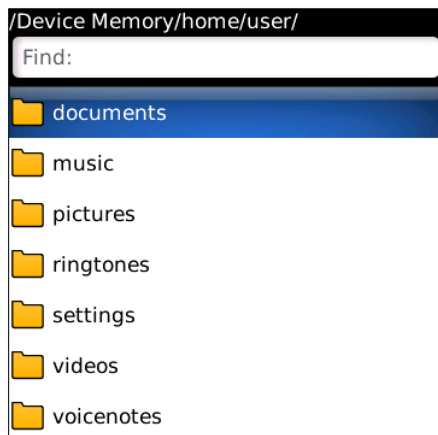 /Device Memory/home/user/
Find:
documents
music
pictures
ringtones
settings
videos
voicenotes